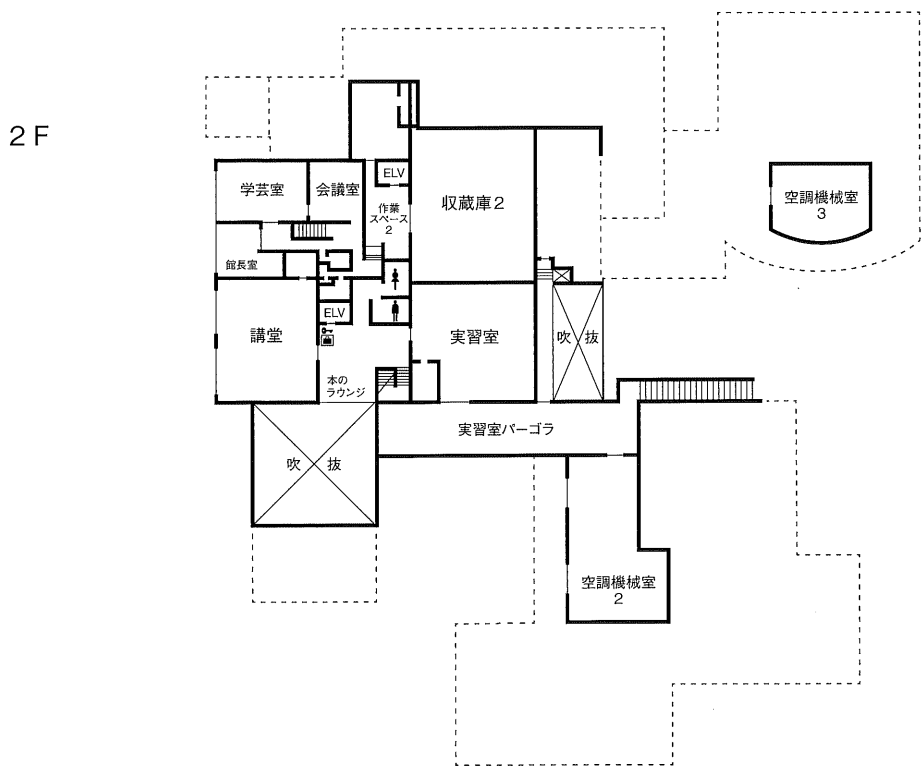 2F
ELV
学芸室
会議室
空調機械室
3
作業
スペース
2
収蔵庫2
館長室
ELV
講堂
実習室
吹 抜
本の
ラウンジ
実習室パーゴラ
吹 抜
空調機械室
2